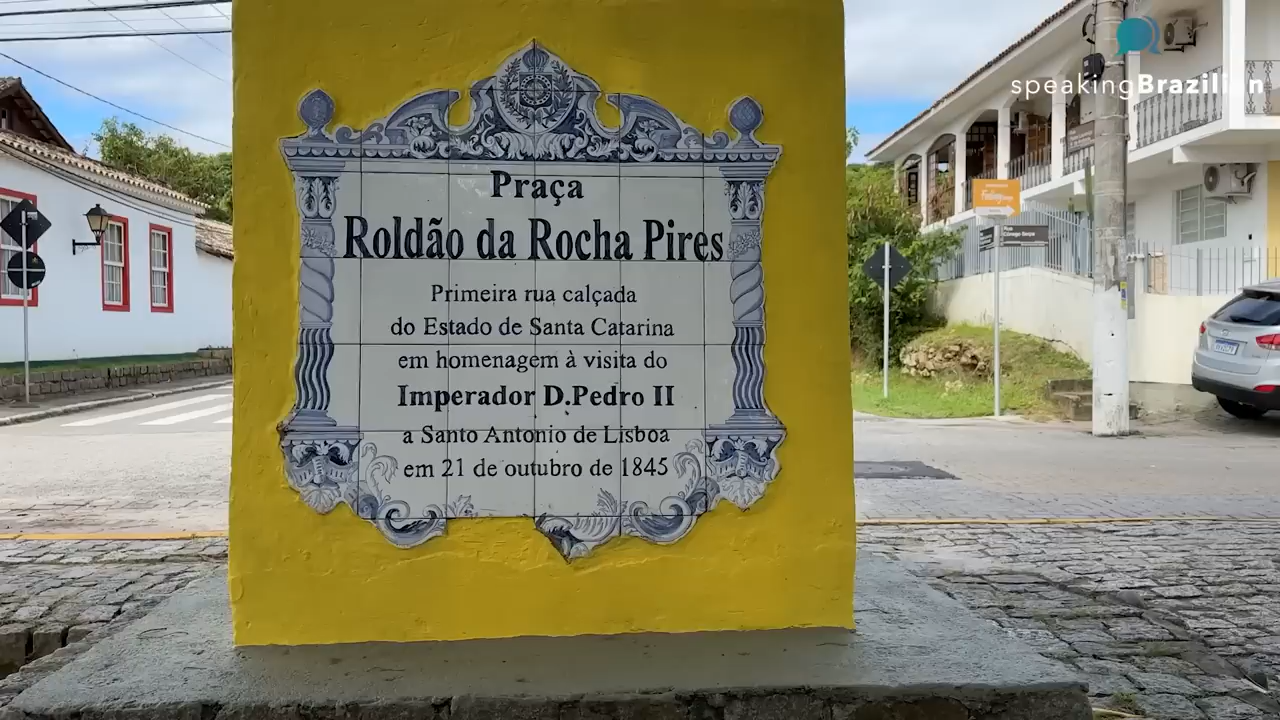 speakingBrazilian
Praça
Roldão da Rocha Pires
Primeira rua calçada
do Estado de Santa Catarina
em homenagem à visita do
Imperador D.Pedro II
a Santo Antonio de Lisboa
em 21 de outubro de 1845
Rua